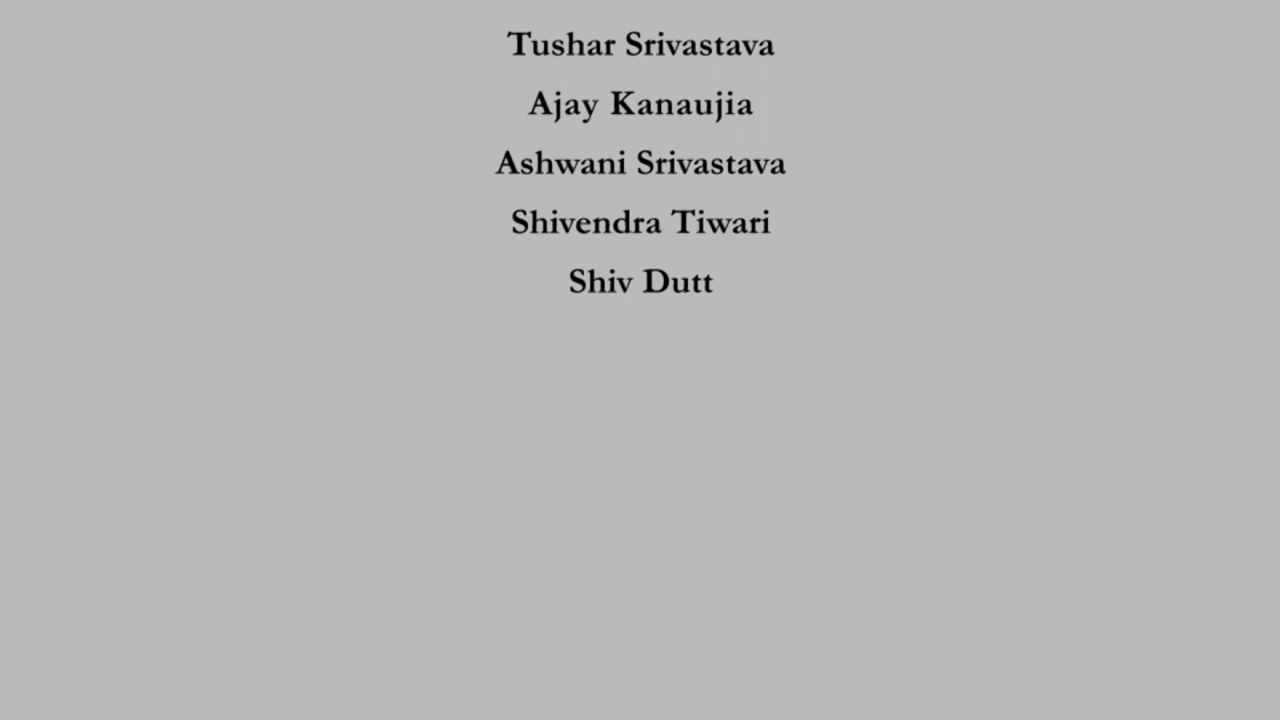 Tushar Srivastava
Ajay Kanaujia
Ashwani Srivastava
Shivendra Tiwari
Shiv Dutt